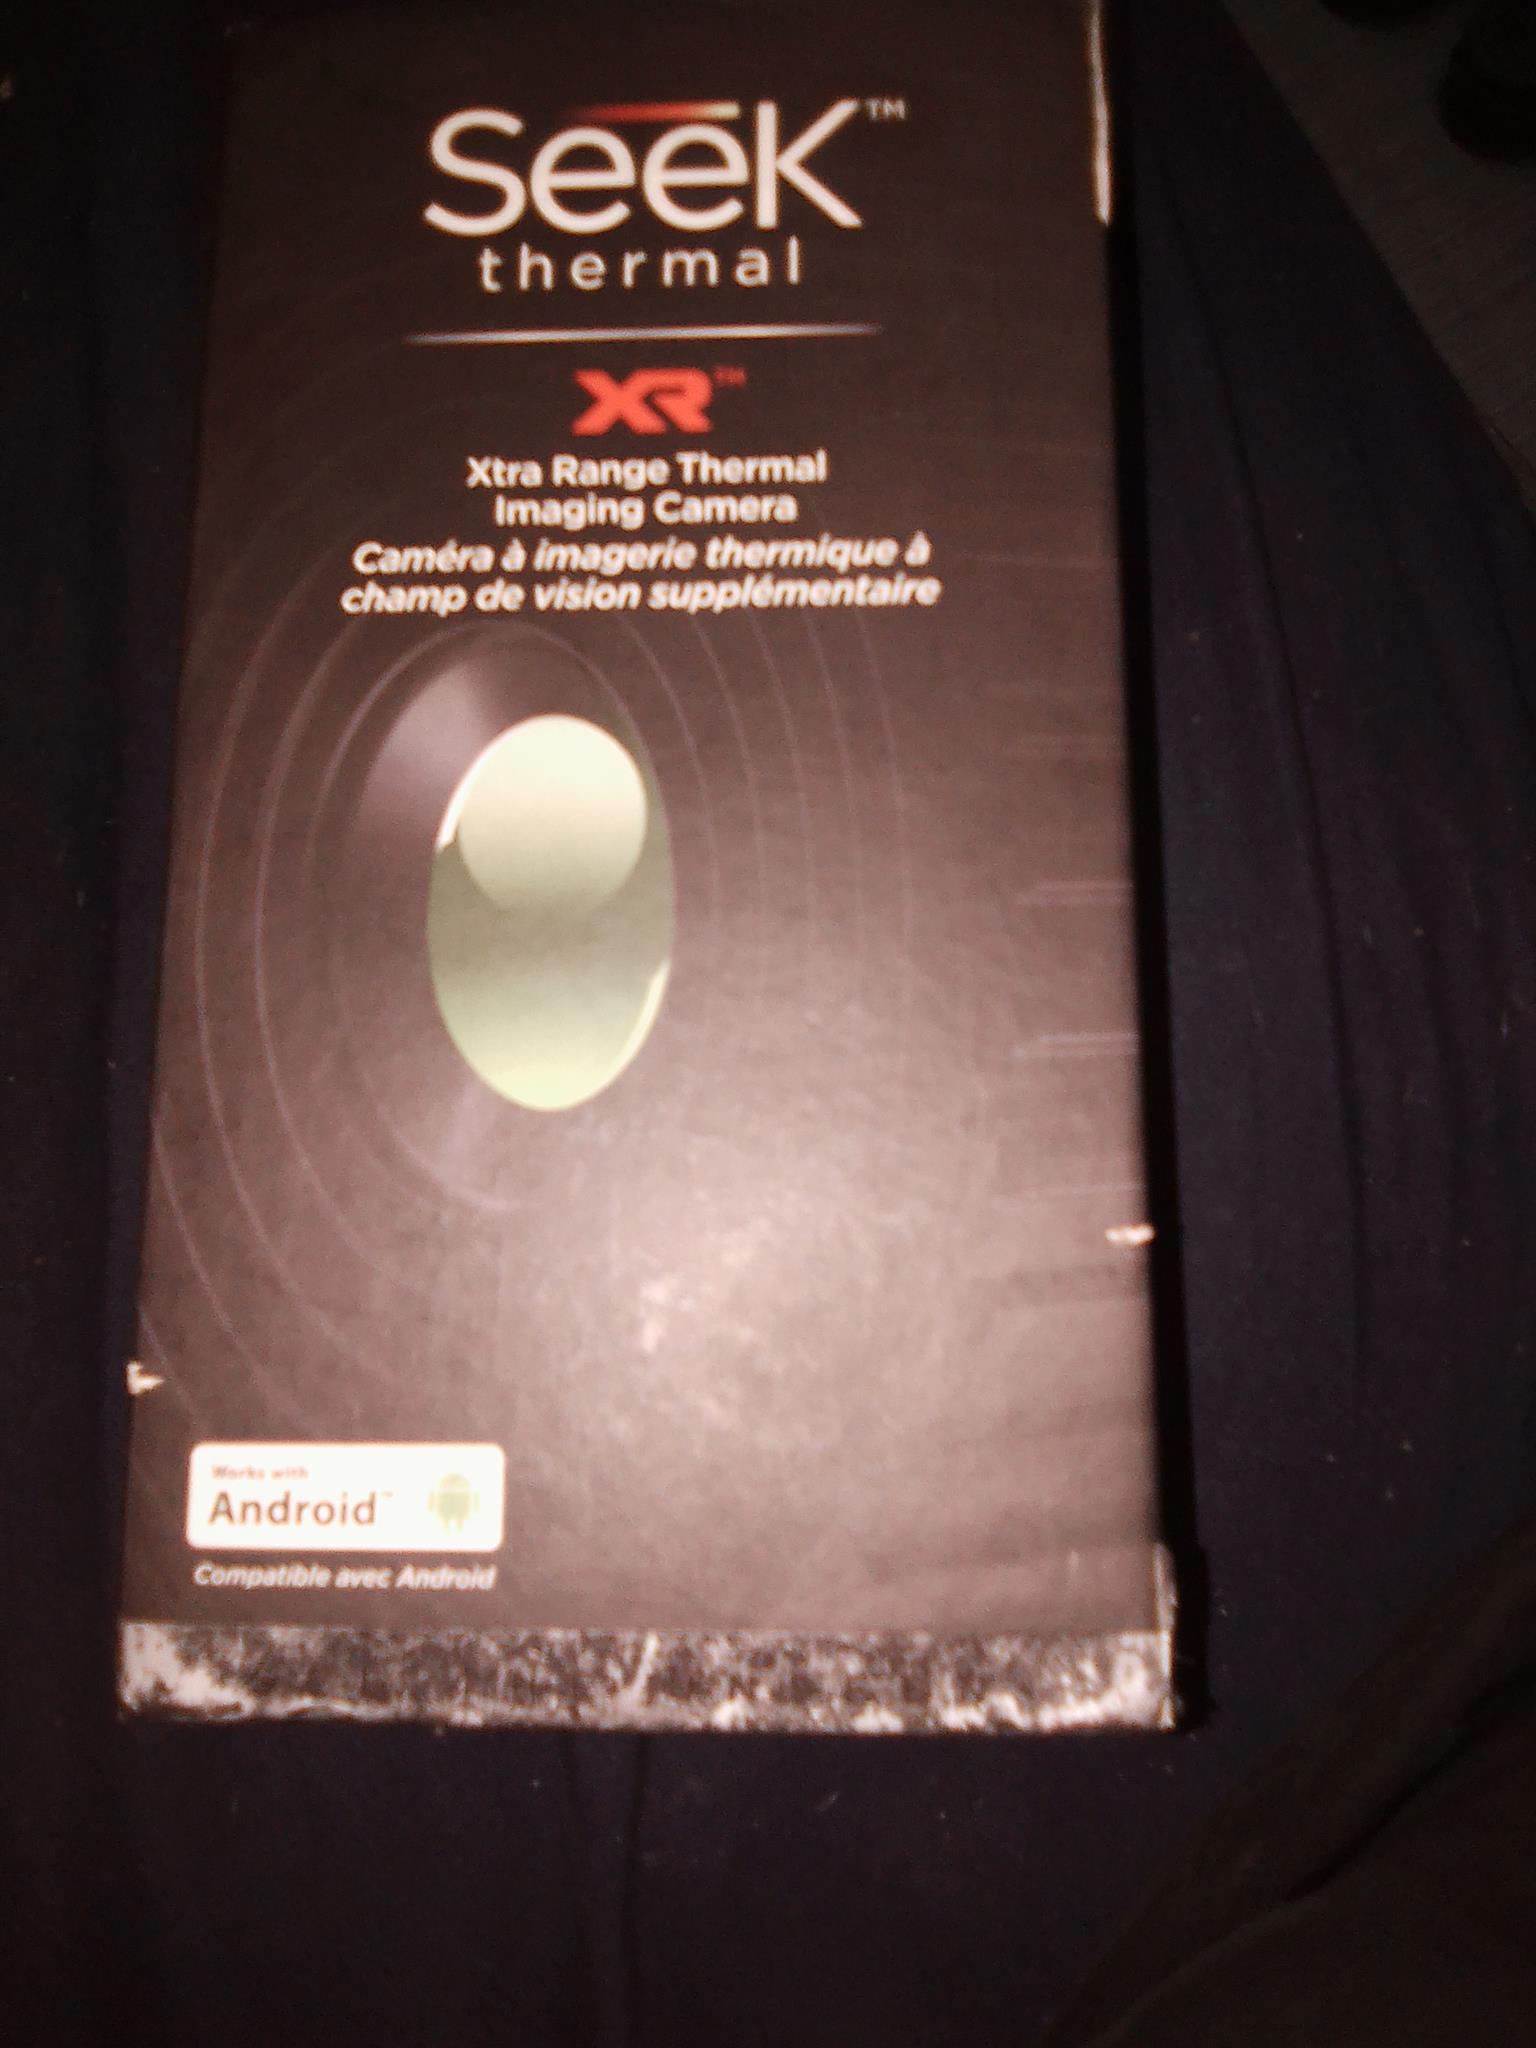 Seek™
thermal
XR™
Xtra Range Thermal
Imaging Camera
Caméra à imagerie thermique à
champ de vision supplémentaire
Works with
Android™
Compatible avec Android